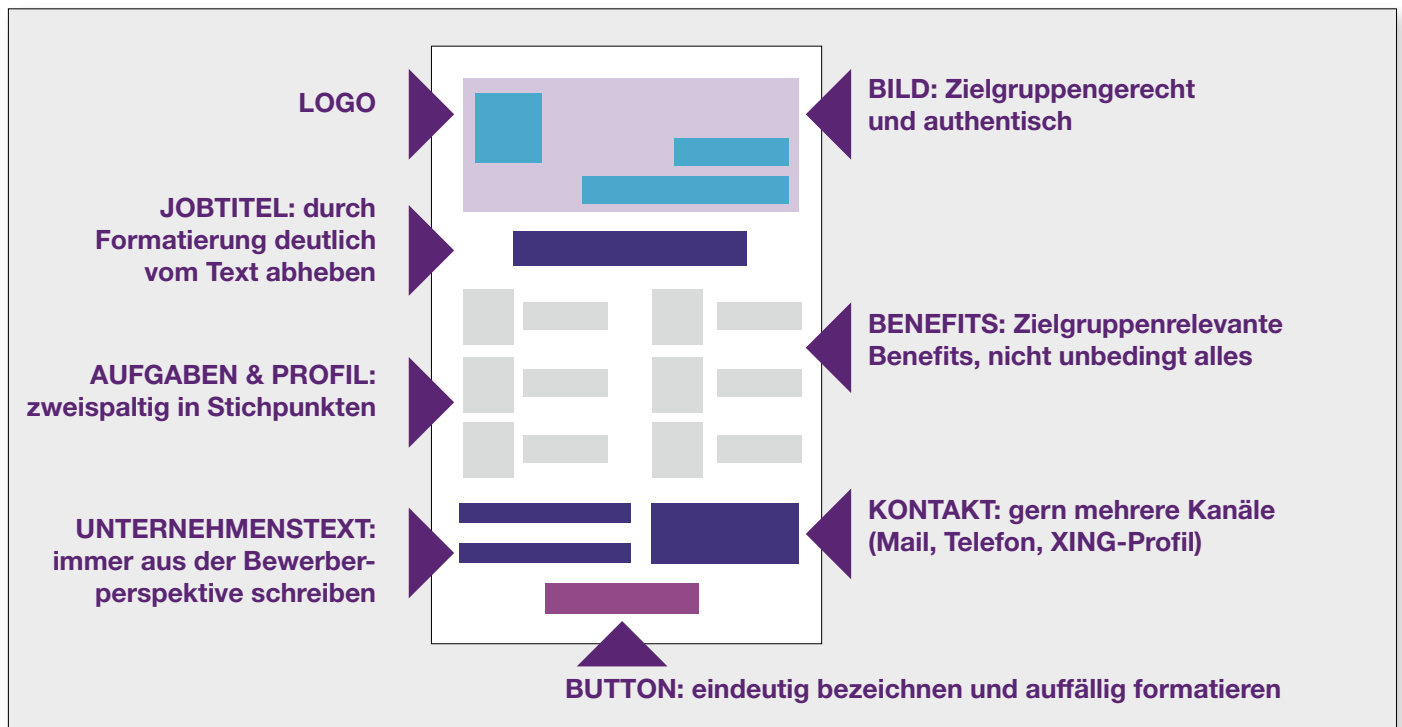 LOGO
BILD: Zielgruppengerecht
und authentisch
JOBTITEL: durch
Formatierung deutlich
vom Text abheben
BENEFITS: Zielgruppenrelevante
Benefits, nicht unbedingt alles
AUFGABEN & PROFIL:
zweispaltig in Stichpunkten
UNTERNEHMENSTEXT:
immer aus der Bewerber-
perspektive schreiben
KONTAKT: gern mehrere Kanäle
(Mail, Telefon, XING-Profil)
BUTTON: eindeutig bezeichnen und auffällig formatieren